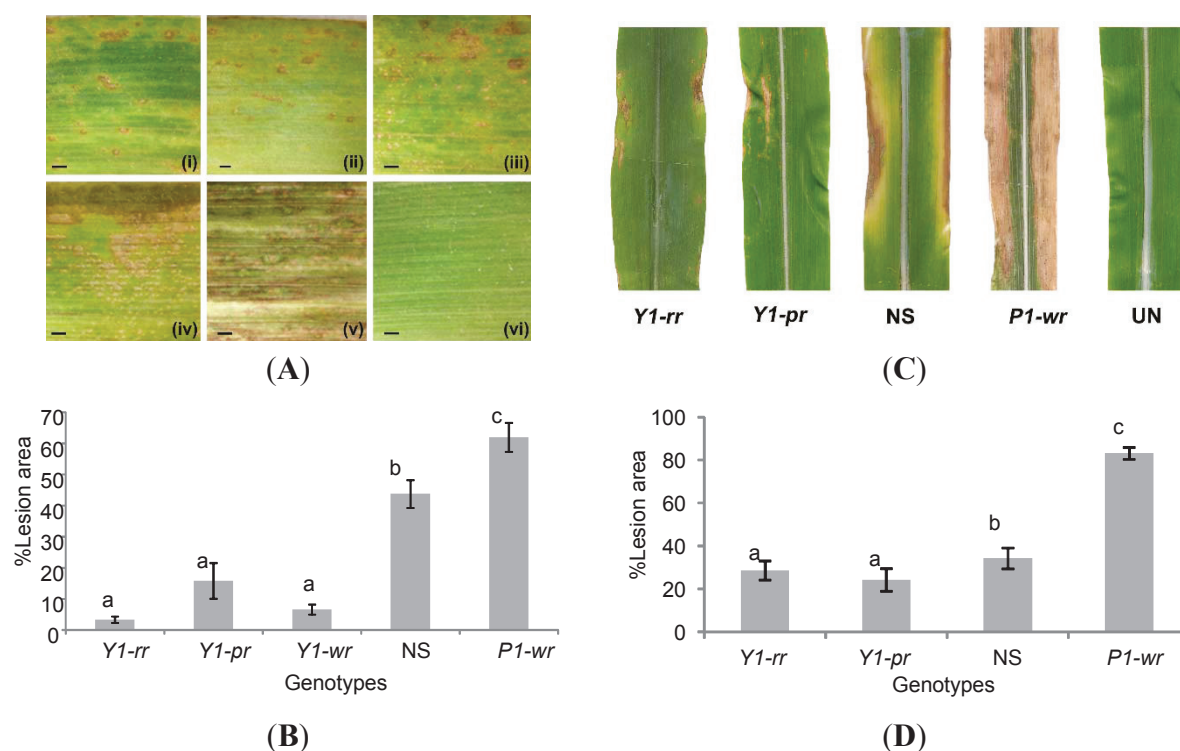 (i)
(ii)
(iii)
(iv)
(v)
(vi)
(A)
Y1-rr
Y1-pr
NS
P1-wr
UN
(C)
%Lesion area
70
60
50
40
30
20
10
0
a
a
a
b
c
Y1-rr
Y1-pr
Y1-wr
NS
P1-wr
Genotypes
(B)
%Lesion area
100
80
60
40
20
0
a
a
b
c
Y1-rr
Y1-pr
NS
P1-wr
Genotypes
(D)